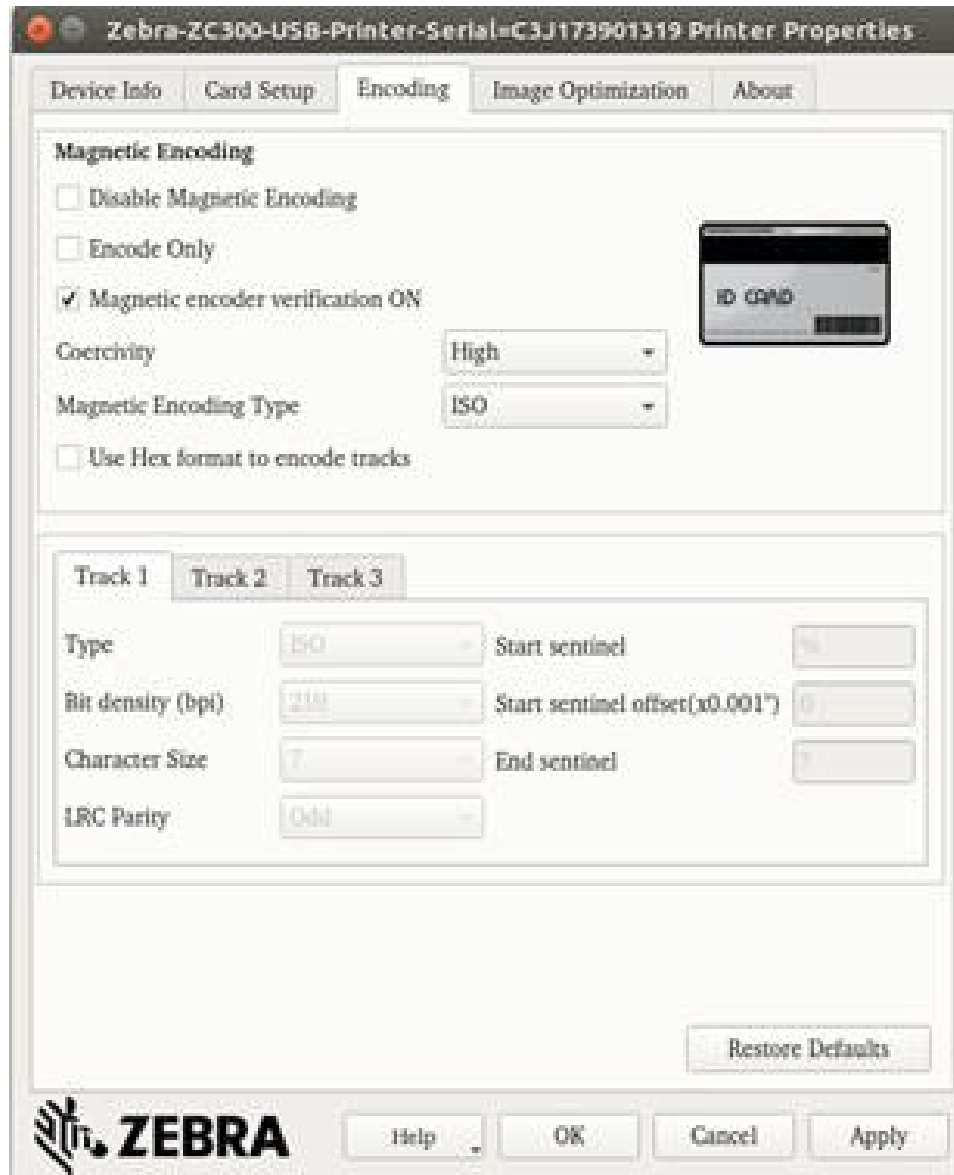 Zebra-ZC300-USB-Printer-Serial=C3J173901319 Printer Properties
Device Info Card Setup Encoding Image Optimization About
Magnetic Encoding
Disable Magnetic Encoding
Encode Only
Magnetic encoder verification ON
ID CARD
Coercivity High
Magnetic Encoding Type ISO
Use Hex format to encode tracks
Track 1 Track 2 Track 3
Type ISO Start sentinel %
Bit density (bpi) 210 Start sentinel offset(x0.001") 0
Character Size 7 End sentinel ?
LRC Parity Odd
Restore Defaults
ZEBRA Help OK Cancel Apply